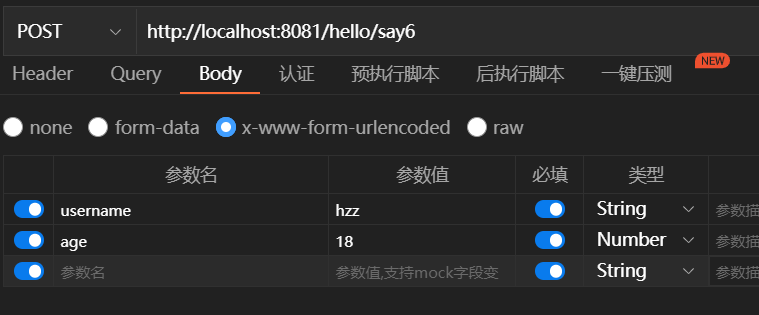 POST http://localhost:8081/hello/say6
NEW
Header Query Body 认证 预执行脚本 后执行脚本 一键压测
none form-data x-www-form-urlencoded raw
参数名 参数值 必填 类型
username hzz String 参数描
age 18 Number 参数描
参数名 参数值,支持mock字段变 String 参数描